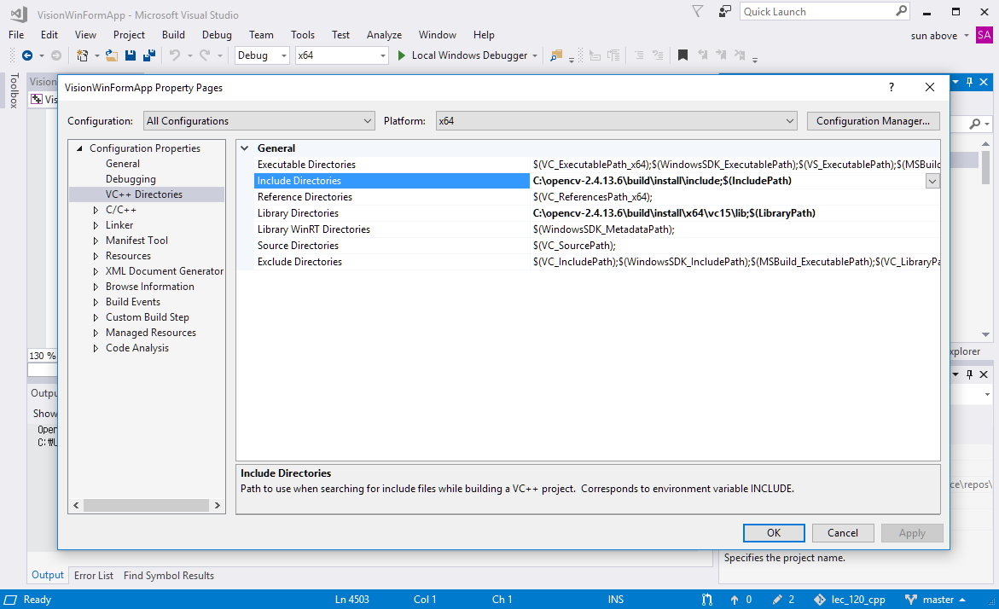 VisionWinFormApp - Microsoft Visual Studio
Quick Launch
File Edit View Project Build Debug Team Tools Test Analyze Window Help
sun above SA
Debug x64 Local Windows Debugger
Toolbox
Vision
Vis
VisionWinFormApp Property Pages
Configuration: All Configurations Platform: x64 Configuration Manager...
Configuration Properties
General
Debugging
VC++ Directories
C/C++
Linker
Manifest Tool
Resources
XML Document Generator
Browse Information
Build Events
Custom Build Step
Managed Resources
Code Analysis
General
Executable Directories $(VC_ExecutablePath_x64);$(WindowsSDK_ExecutablePath);$(VS_ExecutablePath);$(MSBuild
Include Directories C:\opencv-2.4.13.6\build\install\include;$(IncludePath)
Reference Directories $(VC_ReferencesPath_x64);
Library Directories C:\opencv-2.4.13.6\build\install\x64\vc15\lib;$(LibraryPath)
Library WinRT Directories $(WindowsSDK_MetadataPath);
Source Directories $(VC_SourcePath);
Exclude Directories $(VC_IncludePath);$(WindowsSDK_IncludePath);$(MSBuild_ExecutablePath);$(VC_LibraryPa
Include Directories
Path to use when searching for include files while building a VC++ project. Corresponds to environment variable INCLUDE.
OK Cancel Apply
130 %
Outpu
Show
Open
C:₩U
xplorer
ce\repos\
Specifies the project name.
Output Error List Find Symbol Results
Ready Ln 4503 Col 1 Ch 1 INS 0 2 lec_120_cpp master